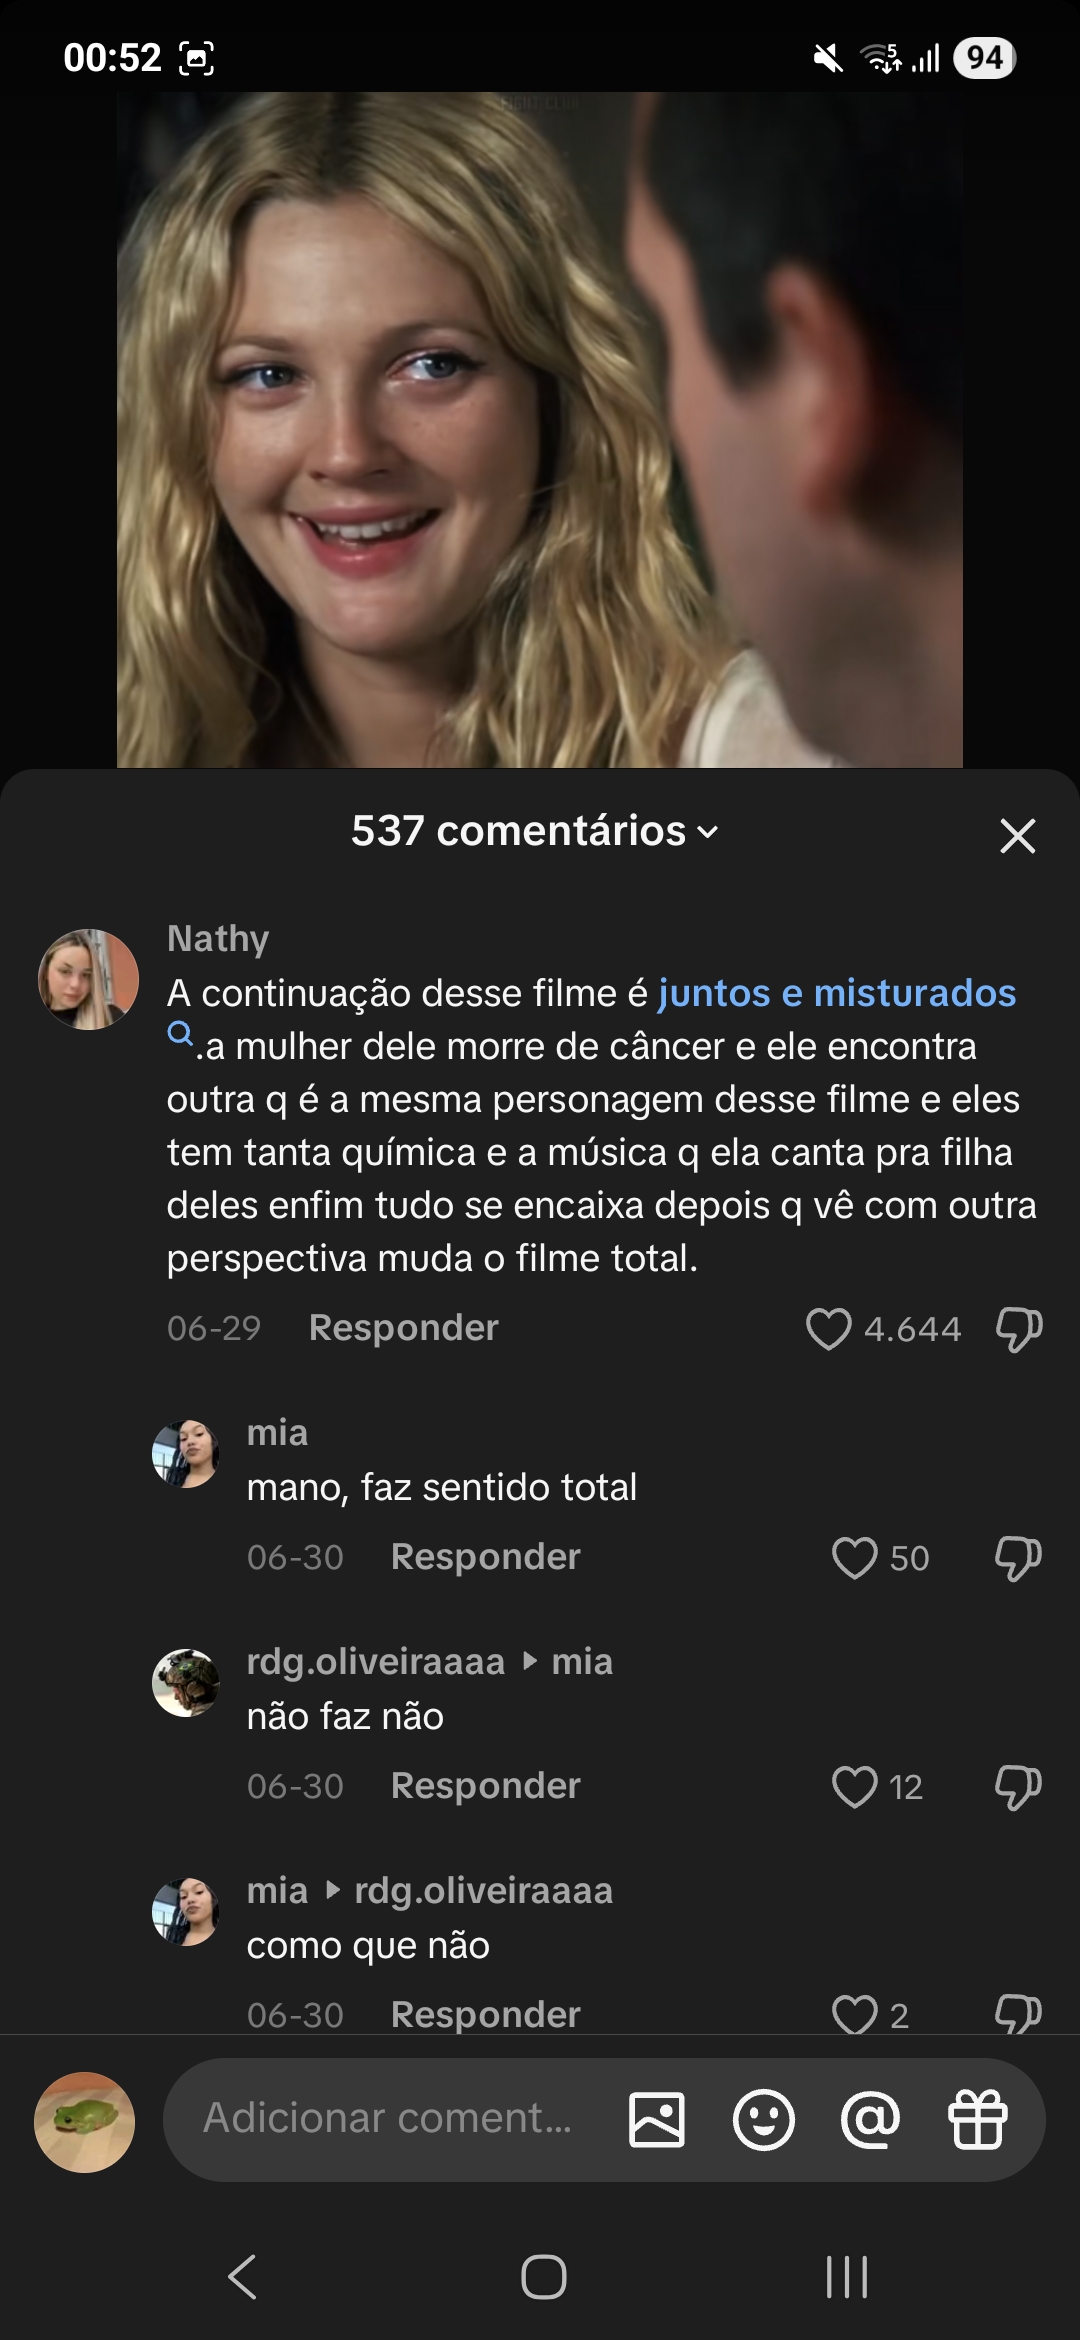 00:52
5
94
FIGHT CLUB
537 comentários
Nathy
A continuação desse filme é juntos e misturados
.a mulher dele morre de câncer e ele encontra
outra q é a mesma personagem desse filme e eles
tem tanta química e a música q ela canta pra filha
deles enfim tudo se encaixa depois q vê com outra
perspectiva muda o filme total.
06-29 Responder 4.644
mia
mano, faz sentido total
06-30 Responder 50
rdg.oliveiraaaa mia
não faz não
06-30 Responder 12
mia rdg.oliveiraaaa
como que não
06-30 Responder 2
Adicionar coment...